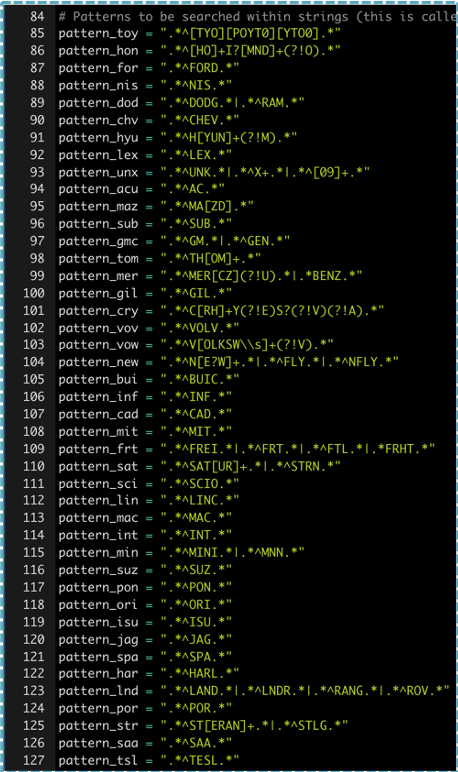 84 # Patterns to be searched within strings (this is calle
85 pattern_toy = ".*^[TYO][POYT0][YTO0].*"
86 pattern_hon = ".*^[HO]+I?[MND]+(?!O).*"
87 pattern_for = ".*^FORD.*"
88 pattern_nis = ".*^NIS.*"
89 pattern_dod = ".*^DODG.*|.*^RAM.*"
90 pattern_chv = ".*^CHEV.*"
91 pattern_hyu = ".*^H[YUN]+(?!M).*"
92 pattern_lex = ".*^LEX.*"
93 pattern_unx = ".*^UNK.*|.*^X+.*|.*^[09]+.*"
94 pattern_acu = ".*^AC.*"
95 pattern_maz = ".*^MA[ZD].*"
96 pattern_sub = ".*^SUB.*"
97 pattern_gmc = ".*^GM.*|.*^GEN.*"
98 pattern_tom = ".*^TH[OM]+.*"
99 pattern_mer = ".*^MER[CZ](?!U).*|.*BENZ.*"
100 pattern_gil = ".*^GIL.*"
101 pattern_cry = ".*^C[RH]+Y(?!E)S?(?!V)(?!A).*"
102 pattern_vov = ".*^VOLV.*"
103 pattern_vow = ".*^V[OLKSW\\s]+(?!V).*"
104 pattern_new = ".*^N[E?W]+.*|.*^FLY.*|.*^NFLY.*"
105 pattern_bui = ".*^BUIC.*"
106 pattern_inf = ".*^INF.*"
107 pattern_cad = ".*^CAD.*"
108 pattern_mit = ".*^MIT.*"
109 pattern_frt = ".*^FREI.*|.*^FRT.*|.*^FTL.*|.*FRHT.*"
110 pattern_sat = ".*^SAT[UR]+.*|.*^STRN.*"
111 pattern_sci = ".*^SCIO.*"
112 pattern_lin = ".*^LINC.*"
113 pattern_mac = ".*^MAC.*"
114 pattern_int = ".*^INT.*"
115 pattern_min = ".*^MINI.*|.*^MNN.*"
116 pattern_suz = ".*^SUZ.*"
117 pattern_pon = ".*^PON.*"
118 pattern_ori = ".*^ORI.*"
119 pattern_isu = ".*^ISU.*"
120 pattern_jag = ".*^JAG.*"
121 pattern_spa = ".*^SPA.*"
122 pattern_har = ".*^HARL.*"
123 pattern_lnd = ".*^LAND.*|.*^LNDR.*|.*^RANG.*|.*^ROV.*"
124 pattern_por = ".*^POR.*"
125 pattern_str = ".*^ST[ERAN]+.*|.*^STLG.*"
126 pattern_saa = ".*^SAA.*"
127 pattern_tsl = ".*^TESL.*"